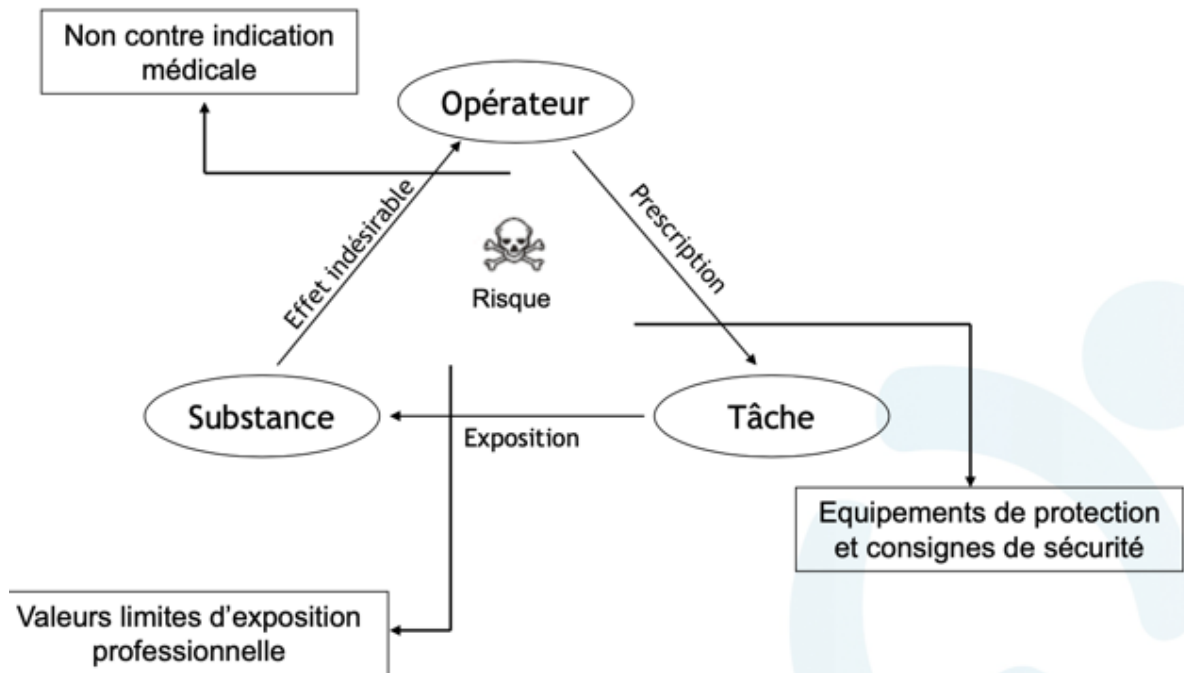 Non contre indication
médicale
Opérateur
Effet indésirable
Prescription
Risque
Substance
Tâche
Exposition
Equipements de protection
et consignes de sécurité
Valeurs limites d'exposition
professionnelle